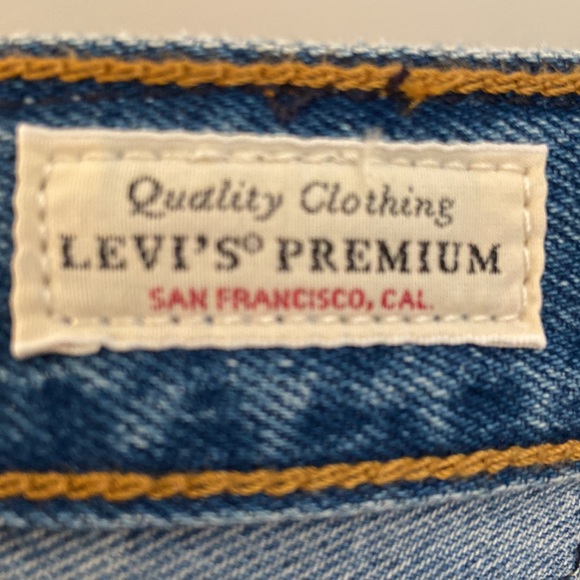 Quality Clothing
LEVI'S® PREMIUM
SAN FRANCISCO, CAL.